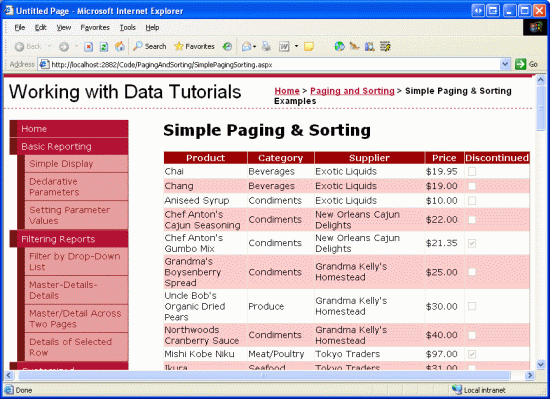 Untitled Page - Microsoft Internet Explorer
File Edit View Favorites Tools Help
Back Search Favorites
Address http://localhost:2882/Code/PagingAndSorting/SimplePagingSorting.aspx Go
Working with Data Tutorials
Home > Paging and Sorting > Simple Paging & Sorting
Examples
Home
Basic Reporting
Simple Display
Declarative
Parameters
Setting Parameter
Values
Filtering Reports
Filter by Drop-Down
List
Master-Details-
Details
Master/Detail Across
Two Pages
Details of Selected
Row
Customized
Simple Paging & Sorting
Product Category Supplier Price Discontinued
Chai Beverages Exotic Liquids $19.95
Chang Beverages Exotic Liquids $19.00
Aniseed Syrup Condiments Exotic Liquids $10.00
Chef Anton's
Cajun Seasoning Condiments New Orleans Cajun
Delights $22.00
Chef Anton's
Gumbo Mix Condiments New Orleans Cajun
Delights $21.35
Grandma's
Boysenberry
Spread Condiments Grandma Kelly's
Homestead $25.00
Uncle Bob's
Organic Dried
Pears Produce Grandma Kelly's
Homestead $30.00
Northwoods
Cranberry Sauce Condiments Grandma Kelly's
Homestead $40.00
Mishi Kobe Niku Meat/Poultry Tokyo Traders $97.00
Ikura Seafood Tokyo Traders $31.00
Done Local intranet